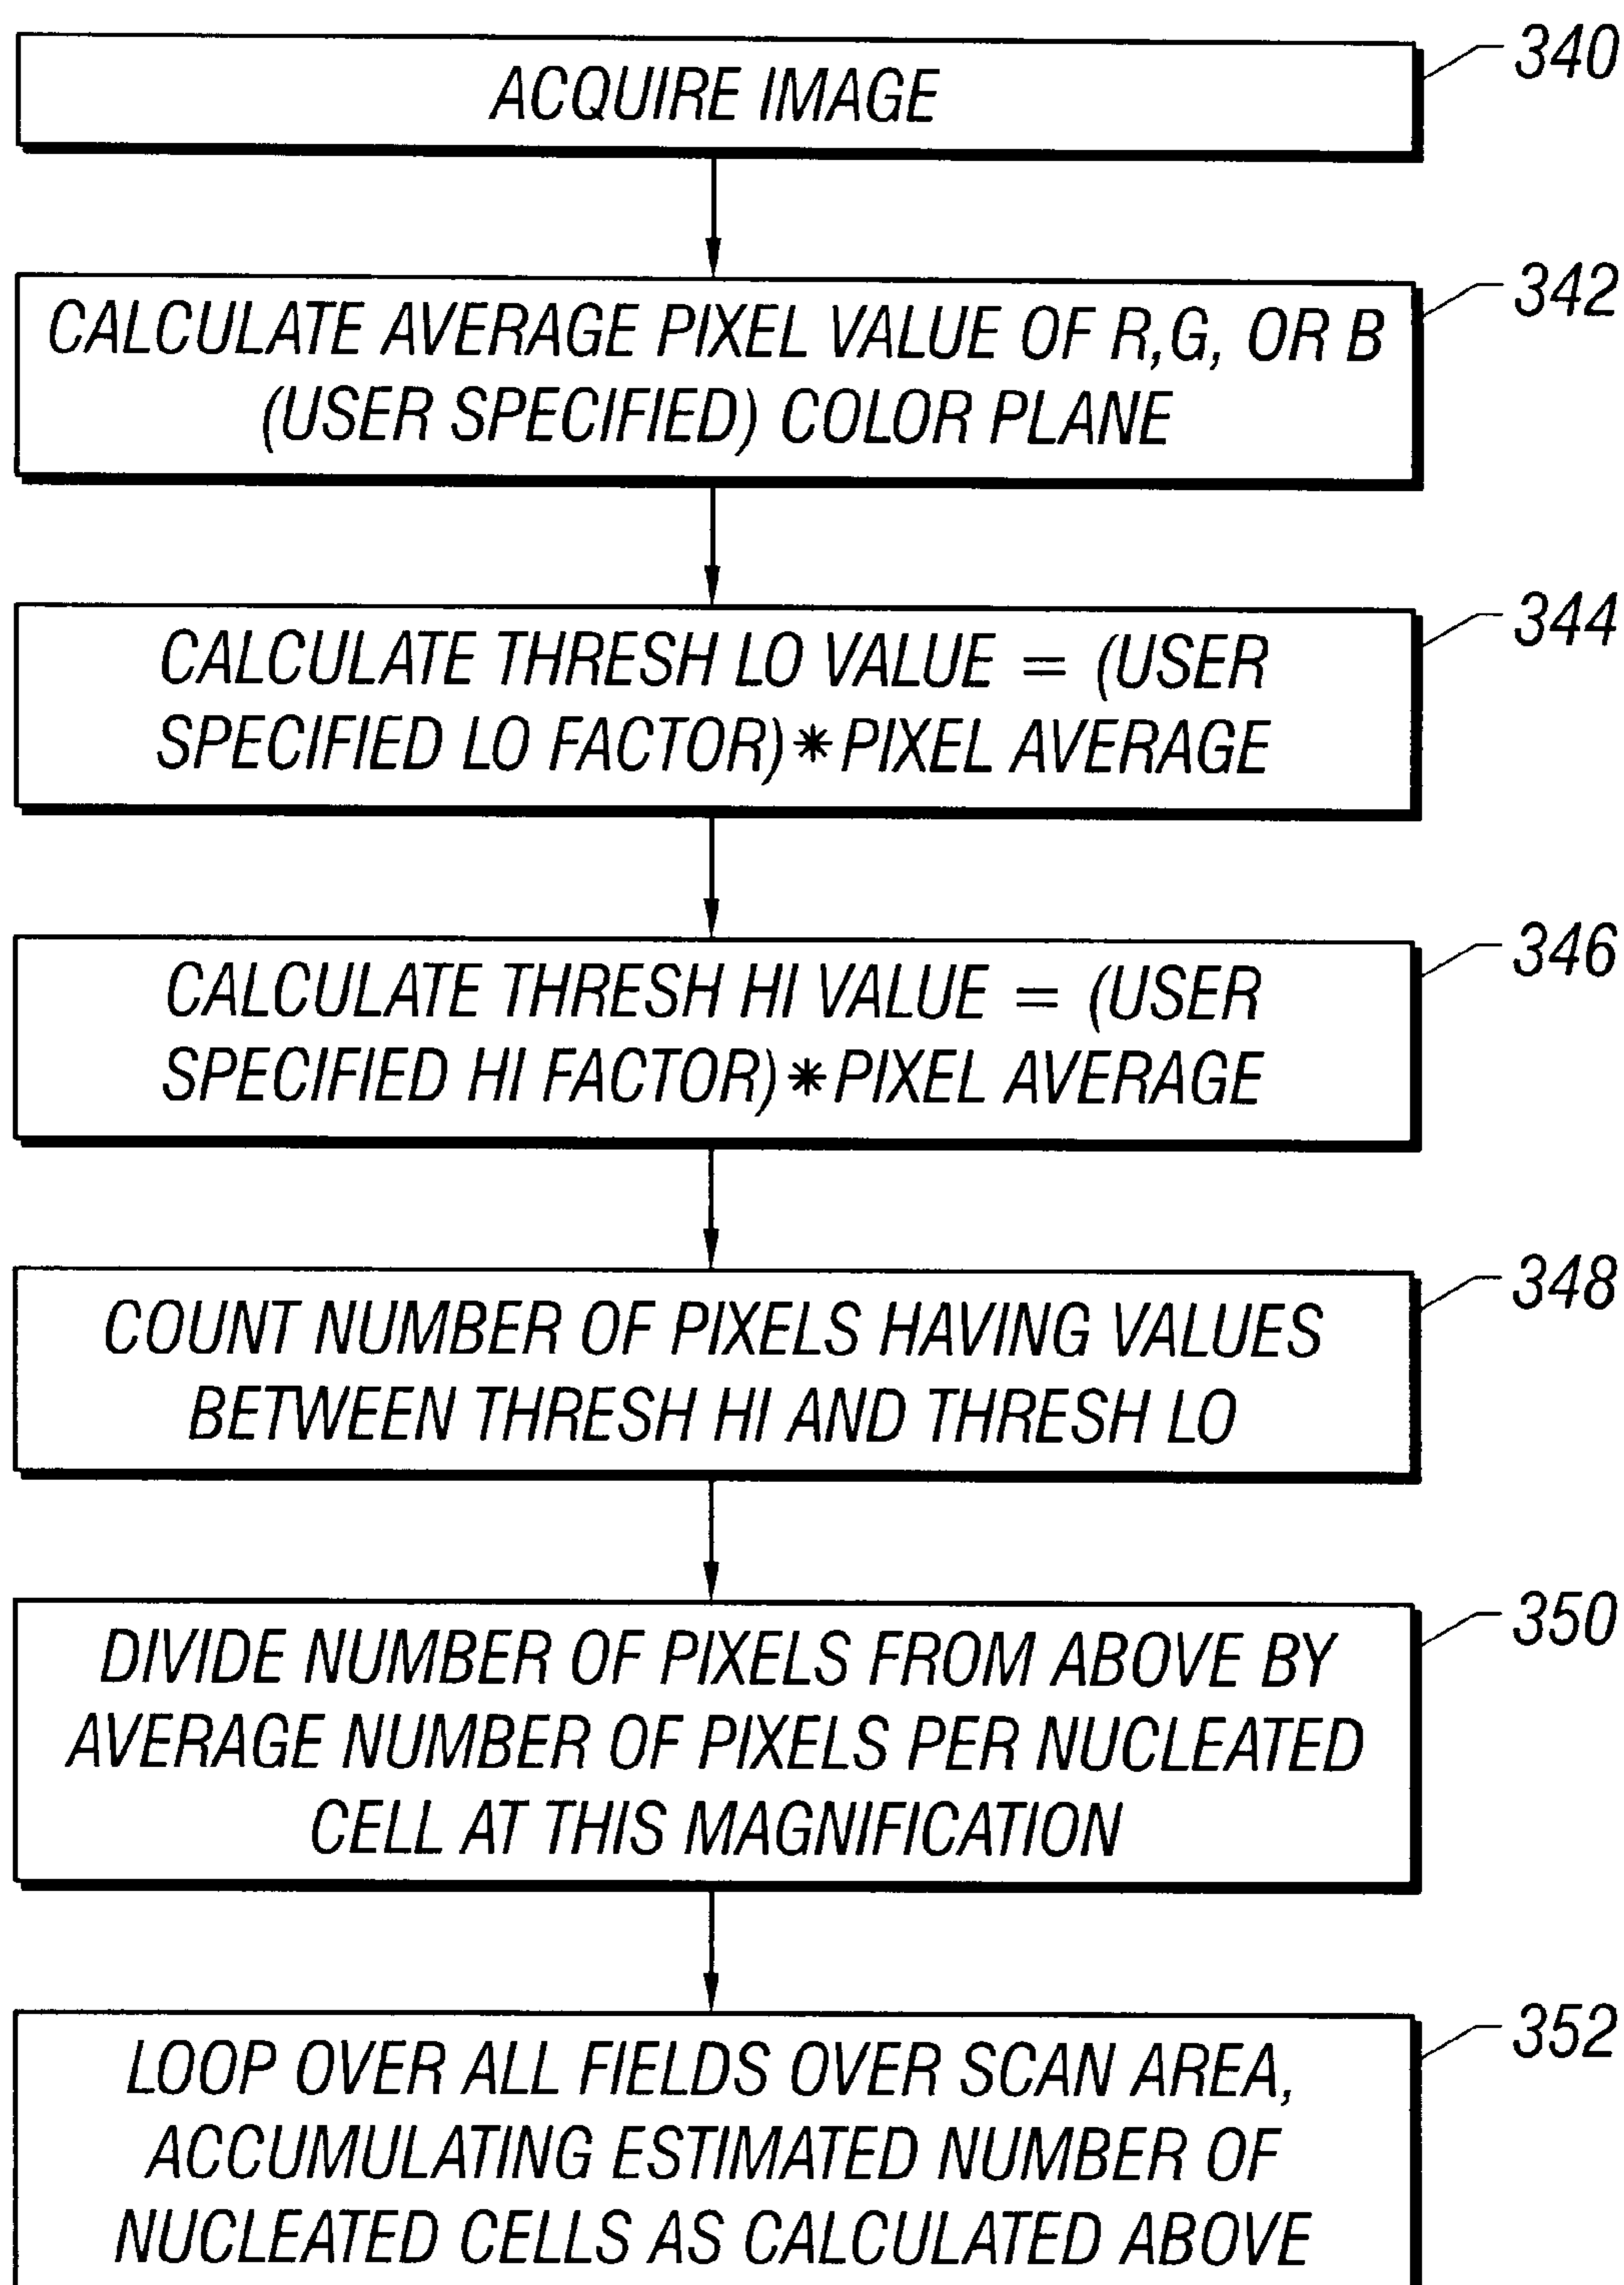 ACQUIRE IMAGE
340
CALCULATE AVERAGE PIXEL VALUE OF R,G, OR B
(USER SPECIFIED) COLOR PLANE
342
CALCULATE THRESH LO VALUE = (USER
SPECIFIED LO FACTOR)*PIXEL AVERAGE
344
CALCULATE THRESH HI VALUE = (USER
SPECIFIED HI FACTOR)*PIXEL AVERAGE
346
COUNT NUMBER OF PIXELS HAVING VALUES
BETWEEN THRESH HI AND THRESH LO
348
DIVIDE NUMBER OF PIXELS FROM ABOVE BY
AVERAGE NUMBER OF PIXELS PER NUCLEATED
CELL AT THIS MAGNIFICATION
350
LOOP OVER ALL FIELDS OVER SCAN AREA,
ACCUMULATING ESTIMATED NUMBER OF
NUCLEATED CELLS AS CALCULATED ABOVE
352